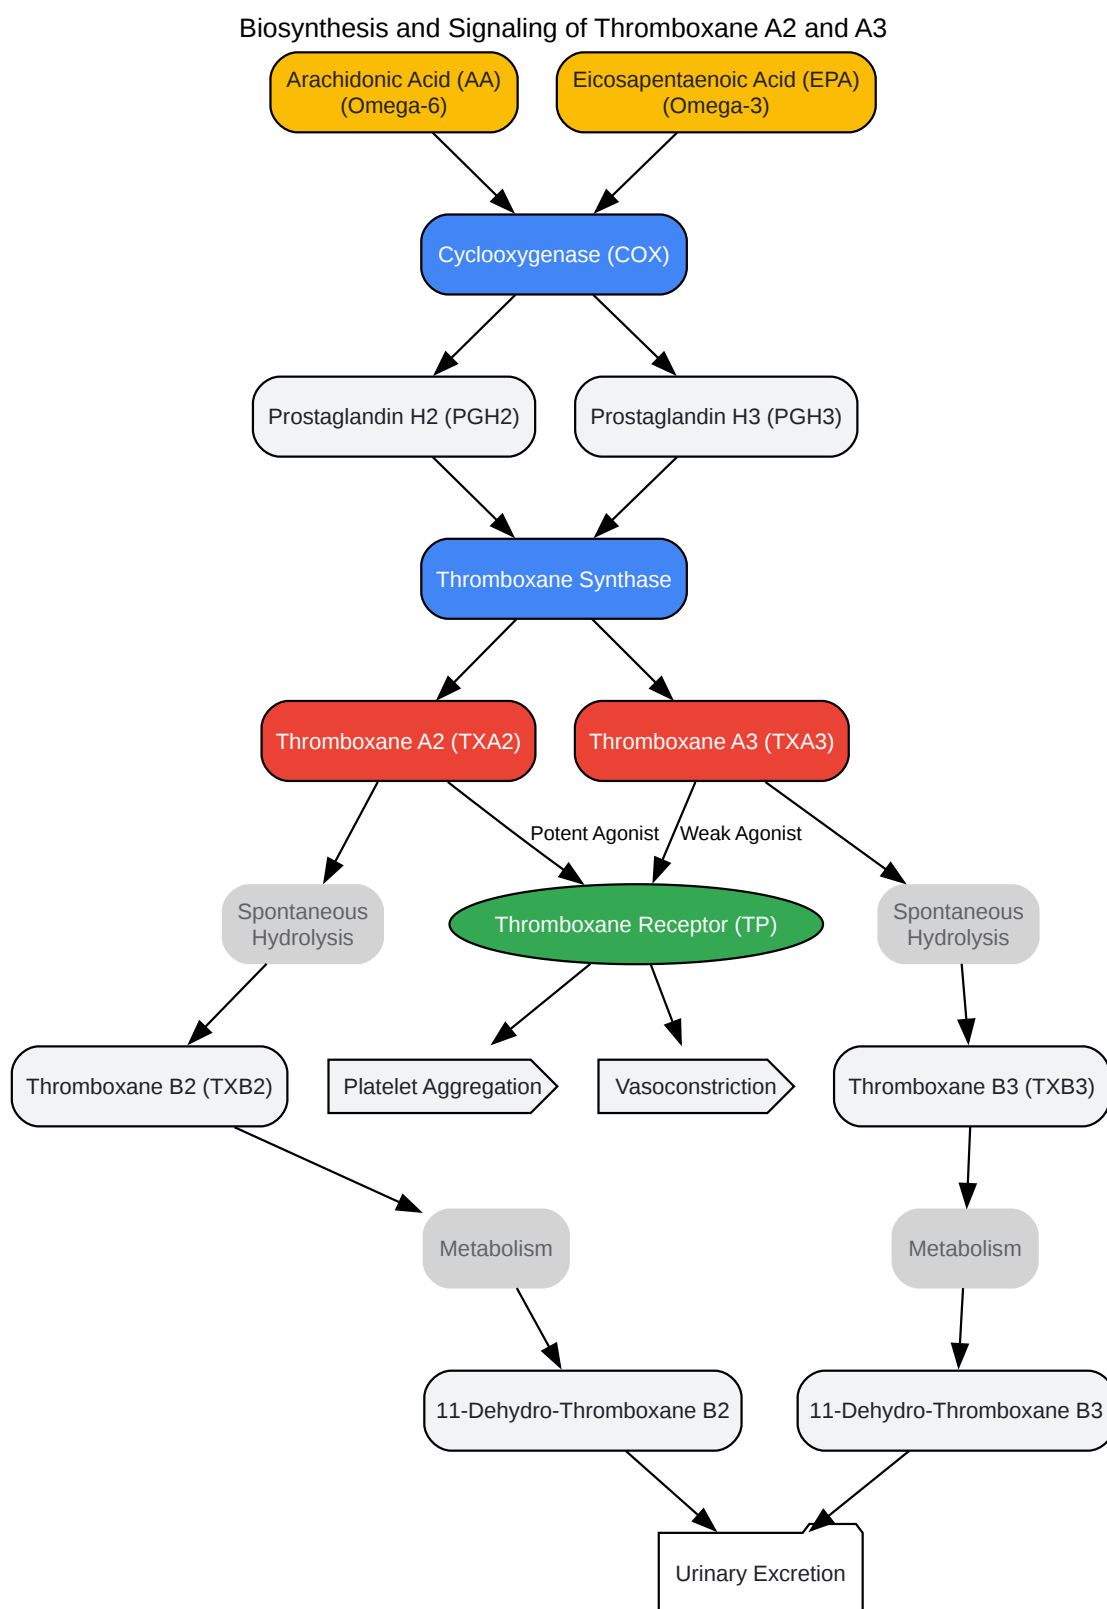 Biosynthesis and Signaling of Thromboxane A2 and A3
Arachidonic Acid (AA)
(Omega-6)
Eicosapentaenoic Acid (EPA)
(Omega-3)
Cyclooxygenase (COX)
Prostaglandin H2 (PGH2)
Prostaglandin H3 (PGH3)
Thromboxane Synthase
Thromboxane A2 (TXA2)
Thromboxane A3 (TXA3)
Potent Agonist
Weak Agonist
Spontaneous
Hydrolysis
Thromboxane Receptor (TP)
Spontaneous
Hydrolysis
Thromboxane B2 (TXB2)
Platelet Aggregation
Vasoconstriction
Thromboxane B3 (TXB3)
Metabolism
Metabolism
11-Dehydro-Thromboxane B2
11-Dehydro-Thromboxane B3
Urinary Excretion